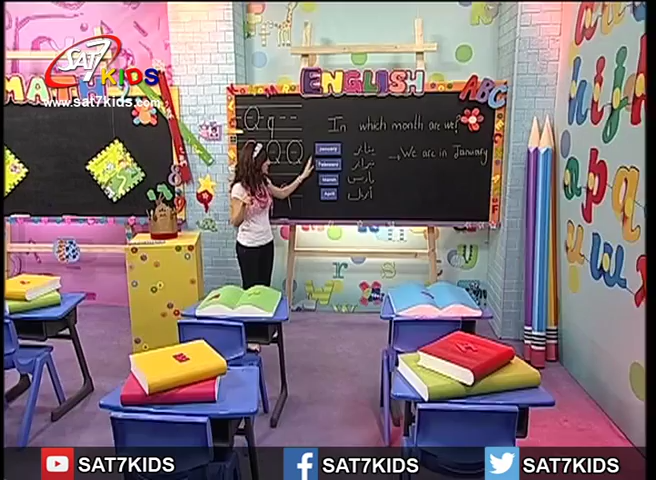 SAT7
KIDS
www.sat7kids.com
MATH
ENGLISH
ABC
In which month are we?
January يناير
February فبراير
March مارس
April أبريل
We are in January
SAT7KIDS
SAT7KIDS
SAT7KIDS